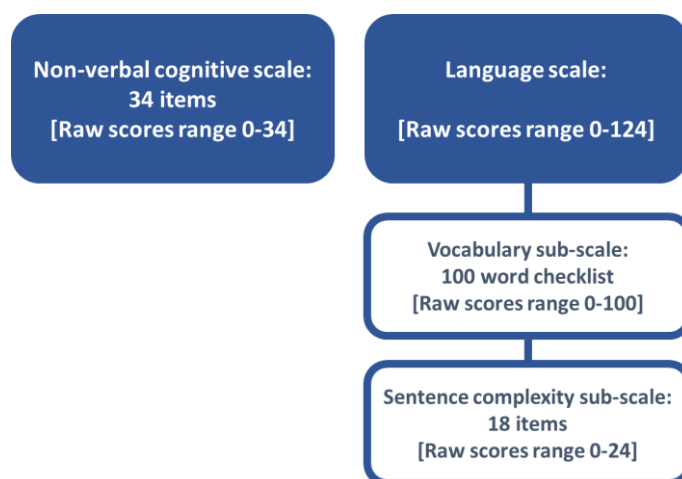 Non-verbal cognitive scale:
34 items
[Raw scores range 0-34]
Language scale:
[Raw scores range 0-124]
Vocabulary sub-scale:
100 word checklist
[Raw scores range 0-100]
Sentence complexity sub-scale:
18 items
[Raw scores range 0-24]